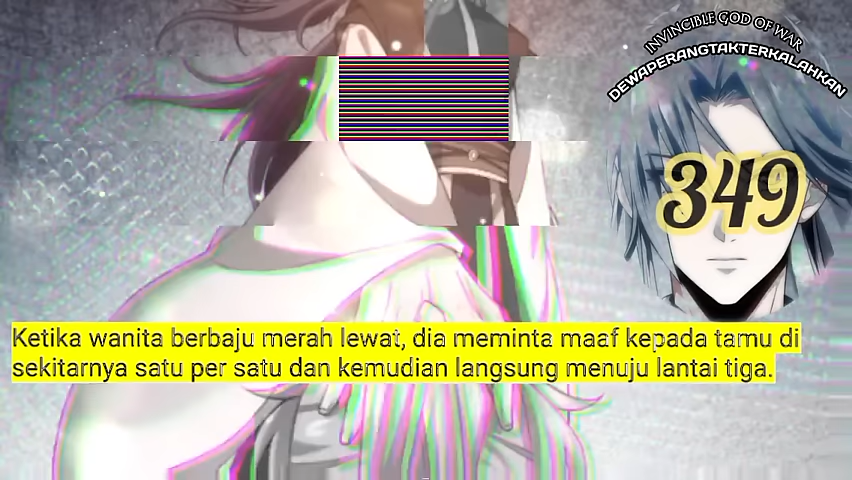 INVINCIBLE GOD OF WAR
DEWAPERANGTAKTERKALAHKAN
349
Ketika wanita berbaju merah lewat, dia meminta maaf kepada tamu di
sekitarnya satu per satu dan kemudian langsung menuju lantai tiga.